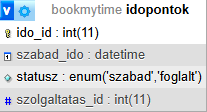 bookmytime idopontok
ido_id : int(11)
szabad_ido : datetime
statusz : enum('szabad','foglalt')
# szolgaltatas_id : int(11)